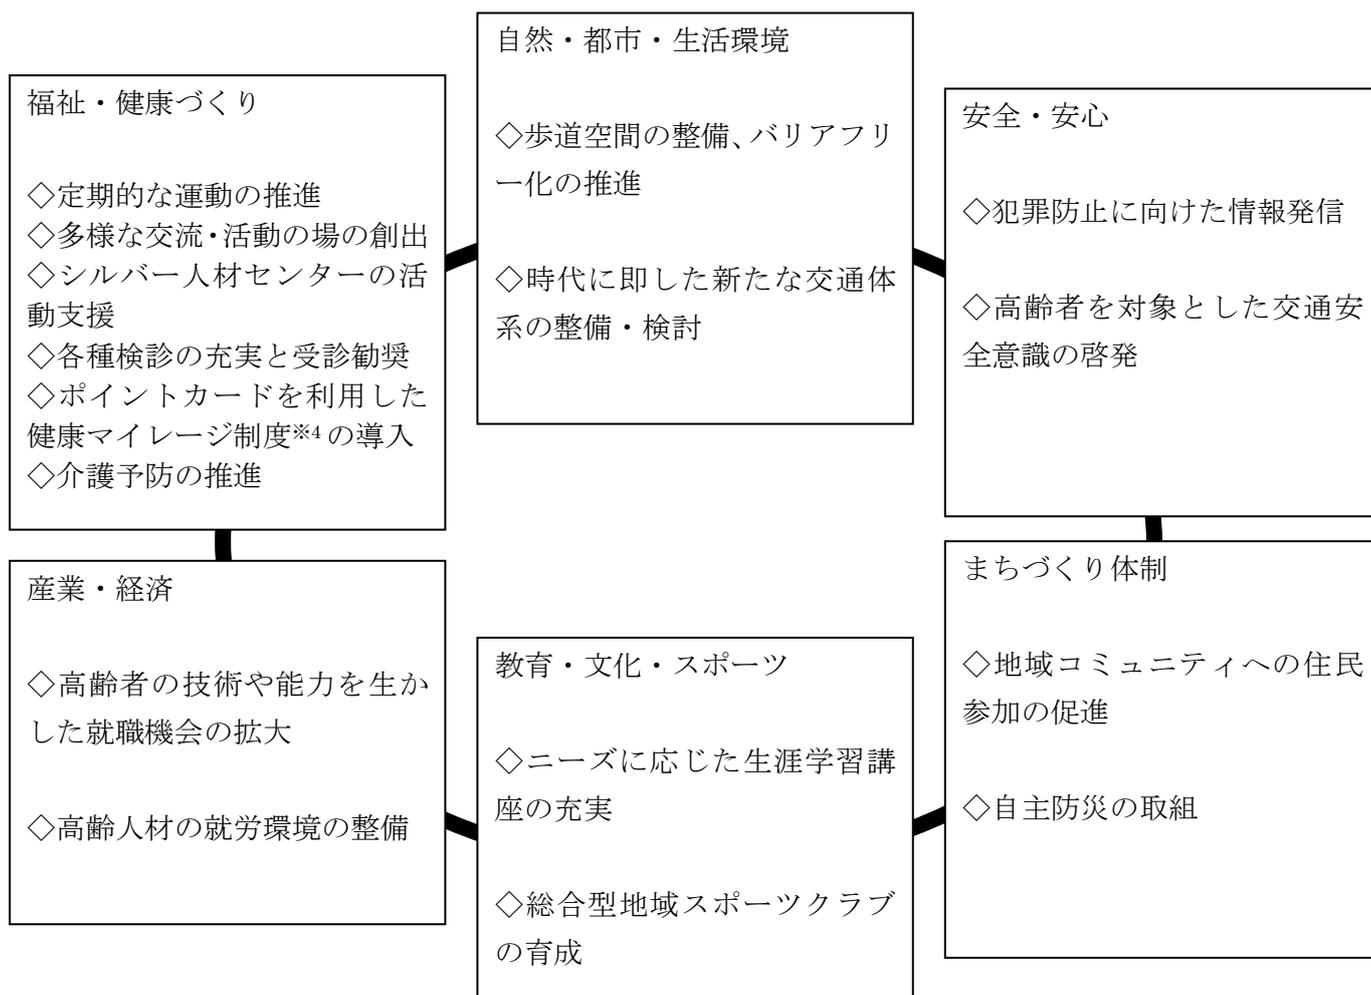 自然・都市・生活環境
◇歩道空間の整備、バリアフリ
ー化の推進
◇時代に即した新たな交通体
系の整備・検討
福祉・健康づくり
◇定期的な運動の推進
◇多様な交流・活動の場の創出
◇シルバー人材センターの活
動支援
◇各種検診の充実と受診勧奨
◇ポイントカードを利用した
健康マイレージ制度※4の導入
◇介護予防の推進
安全・安心
◇犯罪防止に向けた情報発信
◇高齢者を対象とした交通安
全意識の啓発
産業・経済
◇高齢者の技術や能力を生か
した就職機会の拡大
◇高齢人材の就労環境の整備
教育・文化・スポーツ
◇ニーズに応じた生涯学習講
座の充実
◇総合型地域スポーツクラブ
の育成
まちづくり体制
◇地域コミュニティへの住民
参加の促進
◇自主防災の取組